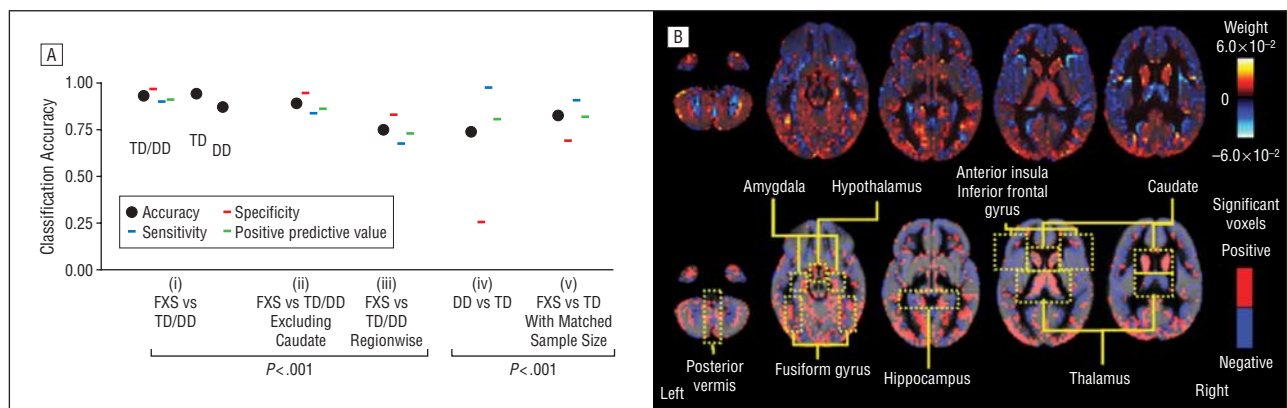 A
Classification Accuracy
1.00
0.75
0.50
0.25
0.00
TD/DD
TD
DD
Accuracy
Specificity
Sensitivity
Positive predictive value
(i)
FXS vs
TD/DD
(ii)
FXS vs TD/DD
Excluding
Caudate
(iii)
FXS vs
TD/DD
Regionwise
(iv)
DD vs TD
(v)
FXS vs TD
With Matched
Sample Size
P<.001
P<.001
B
Weight
6.0×10⁻²
0
−6.0×10⁻²
Amygdala
Hypothalamus
Anterior insula
Inferior frontal
gyrus
Caudate
Significant
voxels
Positive
Negative
Posterior
vermis
Fusiform gyrus
Hippocampus
Thalamus
Left
Right